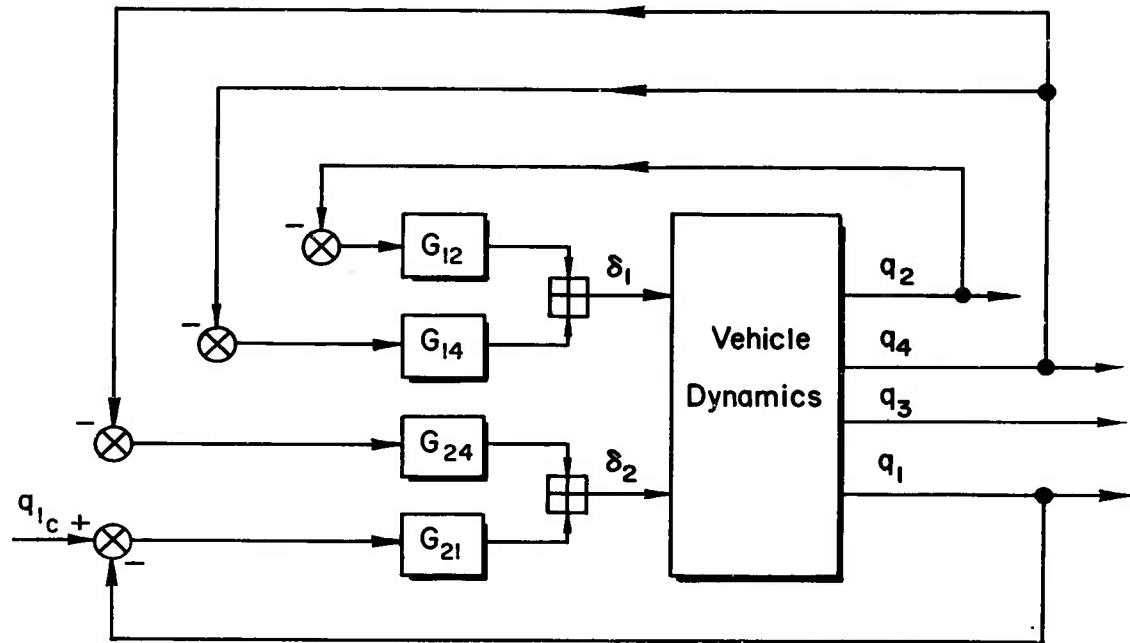 −
G₁₂
δ₁
q₂
−
G₁₄
Vehicle
Dynamics
q₄
q₃
−
G₂₄
δ₂
q₁
q₁c +
−
G₂₁